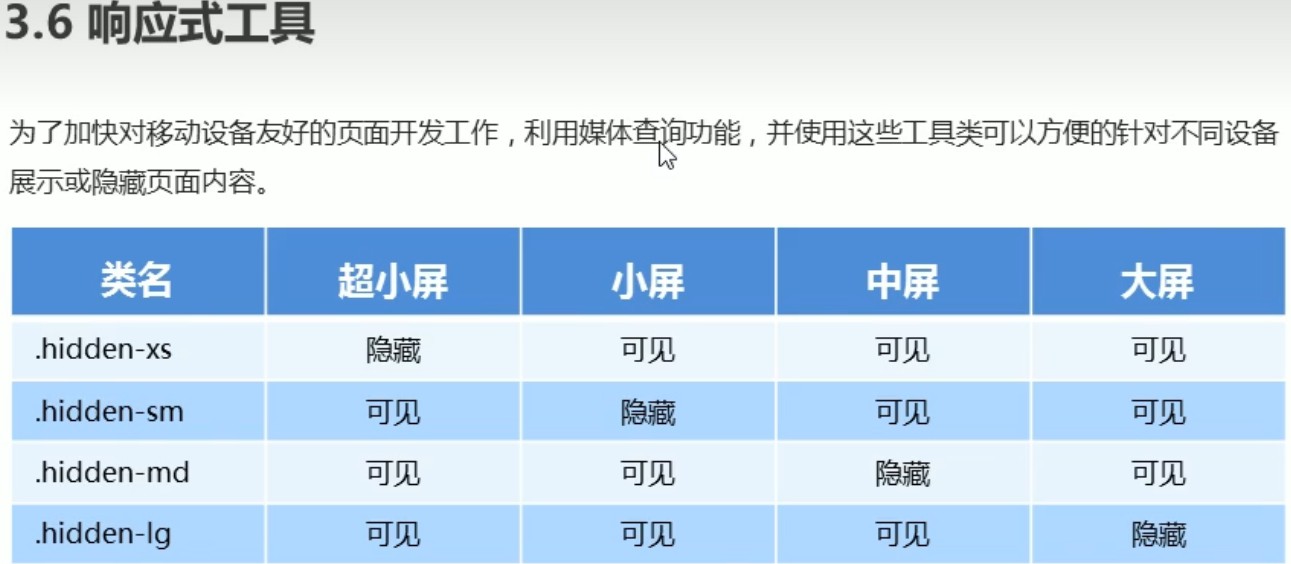 3.6 响应式工具
为了加快对移动设备友好的页面开发工作，利用媒体查询功能，并使用这些工具类可以方便的针对不同设备
展示或隐藏页面内容。
类名 超小屏 小屏 中屏 大屏
.hidden-xs 隐藏 可见 可见 可见
.hidden-sm 可见 隐藏 可见 可见
.hidden-md 可见 可见 隐藏 可见
.hidden-lg 可见 可见 可见 隐藏